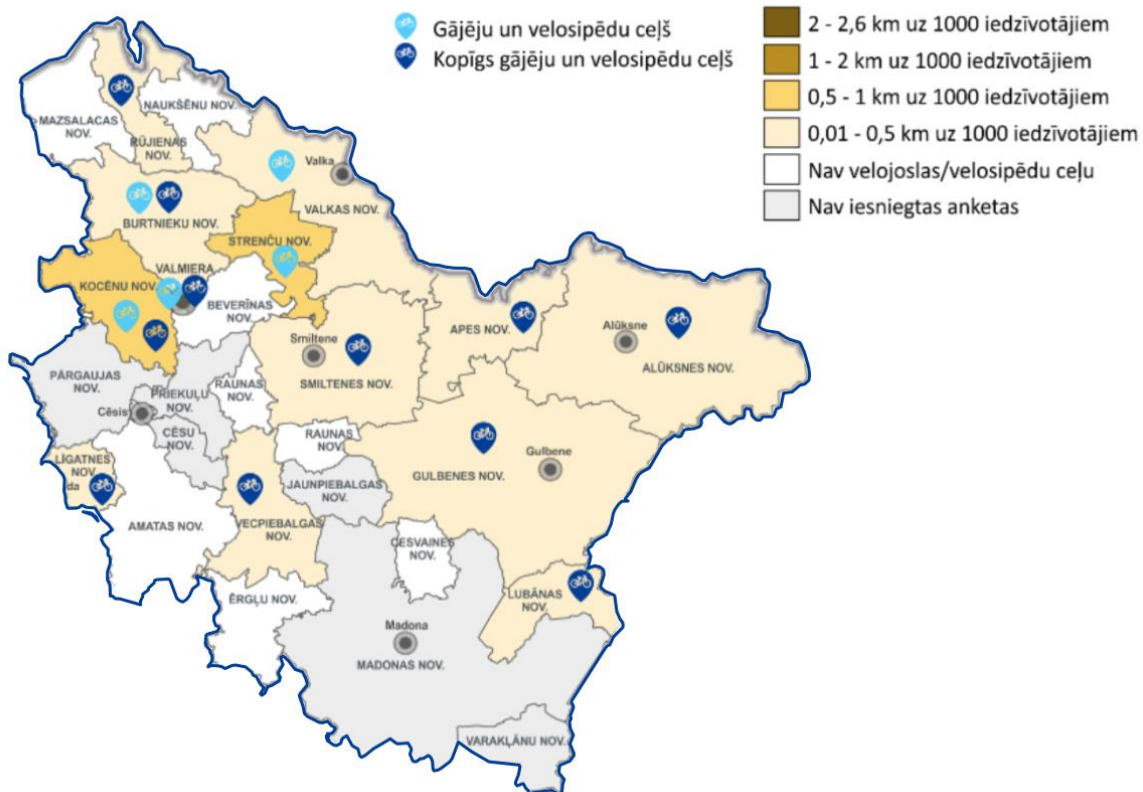 Gājēju un velosipēdu ceļš
Kopīgs gājēju un velosipēdu ceļš
2 - 2,6 km uz 1000 iedzīvotājiem
1 - 2 km uz 1000 iedzīvotājiem
0,5 - 1 km uz 1000 iedzīvotājiem
0,01 - 0,5 km uz 1000 iedzīvotājiem
Nav velojoslas/velosipēdu ceļu
Nav iesniegtas anketas
NAUKŠĒNU NOV.
MAZSALACAS
NOV.
RŪJIENAS
NOV.
Valka
VALKAS NOV.
BURTNIEKU NOV.
STRENČU NOV.
VALMIERA
KOCĒNU NOV.
BEVERĪNAS
NOV.
APES NOV.
Alūksne
ALŪKSNES NOV.
Smiltene
SMILTENES NOV.
PĀRGAUJAS
NOV.
PRIEKUĻU
NOV.
RAUNAS
NOV.
Cēsis
CĒSU
NOV.
RAUNAS
NOV.
GULBENES NOV.
Gulbene
LĪGATNES
NOV.
da
JAUNPIEBALGAS
NOV.
AMATAS NOV.
VECPIEBALGAS
NOV.
CESVAINES
NOV.
ĒRGĻU NOV.
LUBĀNAS
NOV.
Madona
MADONAS NOV.
VARAKĻĀNU NOV.